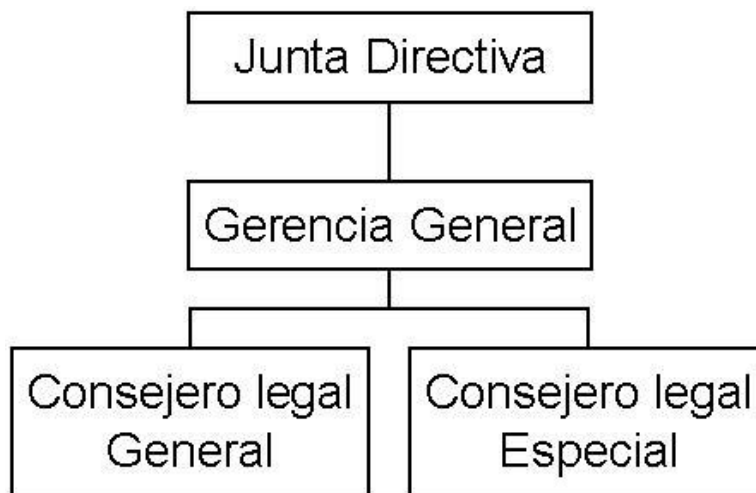 Junta Directiva
Gerencia General
Consejero legal
General
Consejero legal
Especial